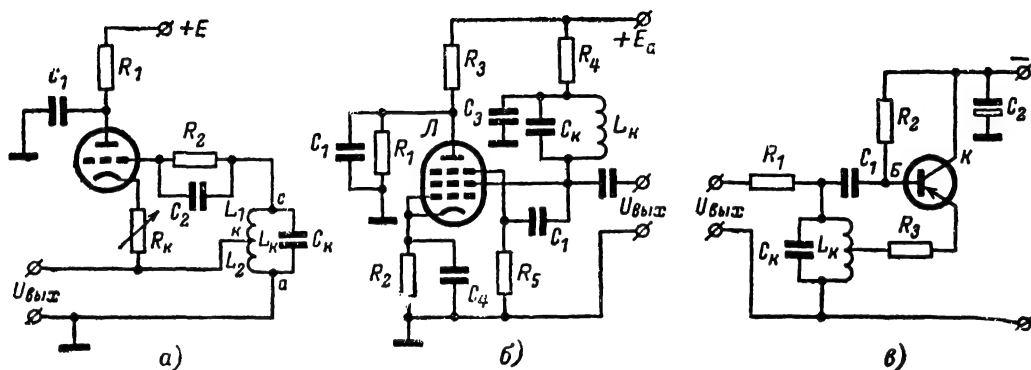 +E
R₁
C₁
R₂
C₂
L₁
c
к
Lк
Cк
L₂
a
Rк
Uвых
а)
+Eа
R₃
R₄
Л
C₃
Cк
Lк
C₁
R₁
Uвых
C₁
R₂
C₄
R₅
б)
−
R₂
C₂
К
R₁
C₁
Б
Uвых
Cк
Lк
R₃
в)